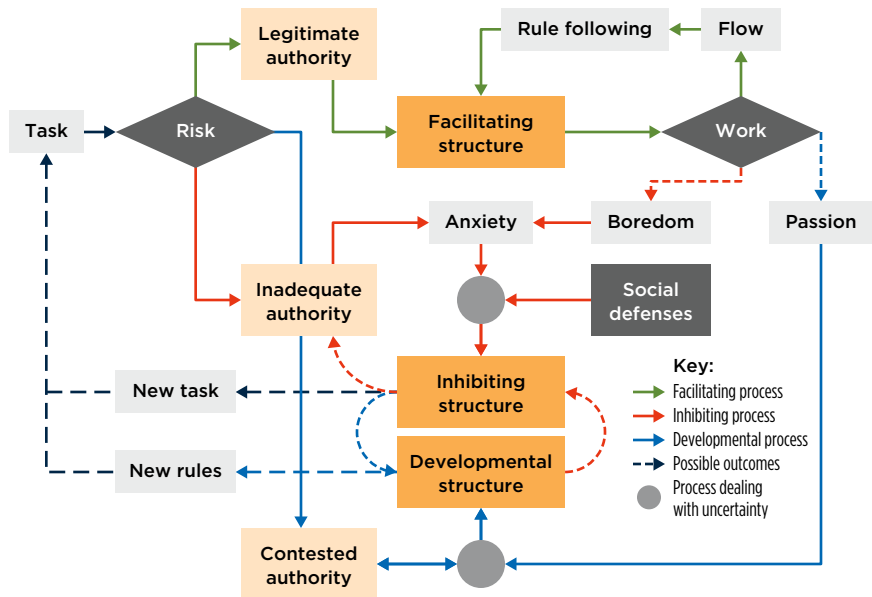 Legitimate
authority
Rule following
Flow
Task
Risk
Facilitating
structure
Work
Anxiety
Boredom
Passion
Inadequate
authority
Social
defenses
New task
Inhibiting
structure
New rules
Developmental
structure
Contested
authority
Key:
Facilitating process
Inhibiting process
Developmental process
Possible outcomes
Process dealing
with uncertainty